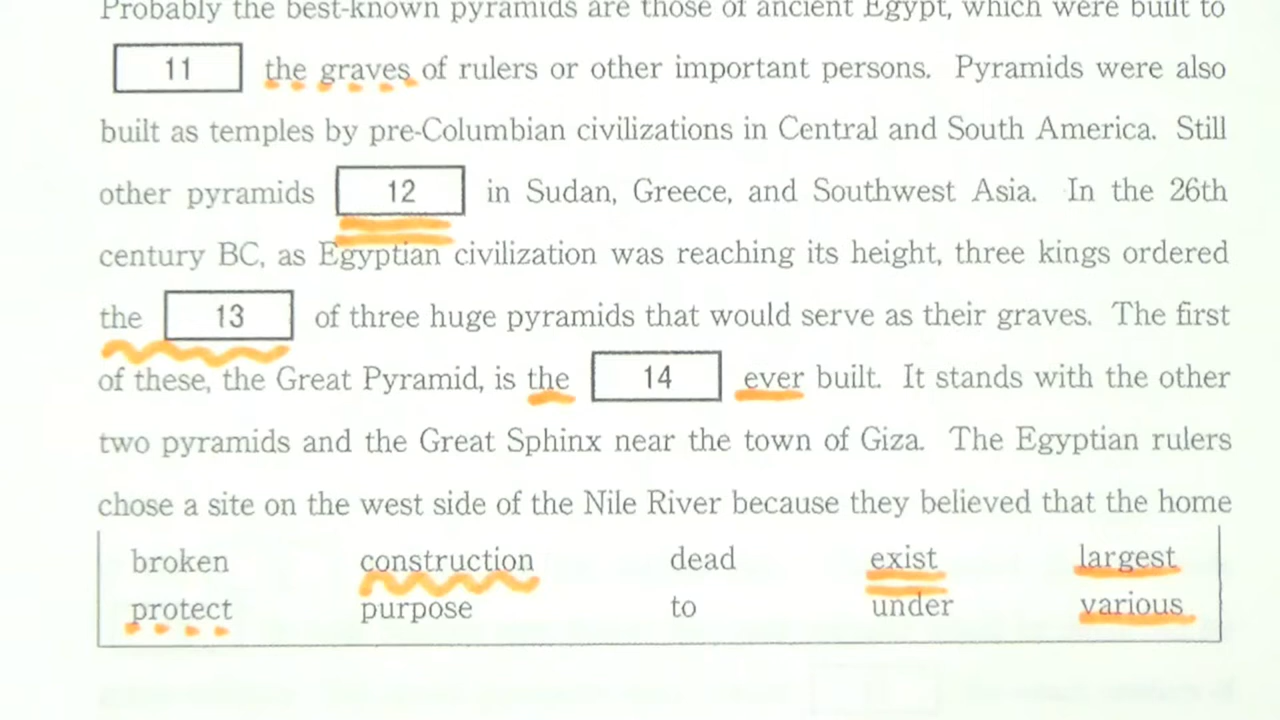 Probably the best-known pyramids are those of ancient Egypt, which were built to
11 the graves of rulers or other important persons. Pyramids were also
built as temples by pre-Columbian civilizations in Central and South America. Still
other pyramids 12 in Sudan, Greece, and Southwest Asia. In the 26th
century BC, as Egyptian civilization was reaching its height, three kings ordered
the 13 of three huge pyramids that would serve as their graves. The first
of these, the Great Pyramid, is the 14 ever built. It stands with the other
two pyramids and the Great Sphinx near the town of Giza. The Egyptian rulers
chose a site on the west side of the Nile River because they believed that the home
broken construction dead exist largest
protect purpose to under various